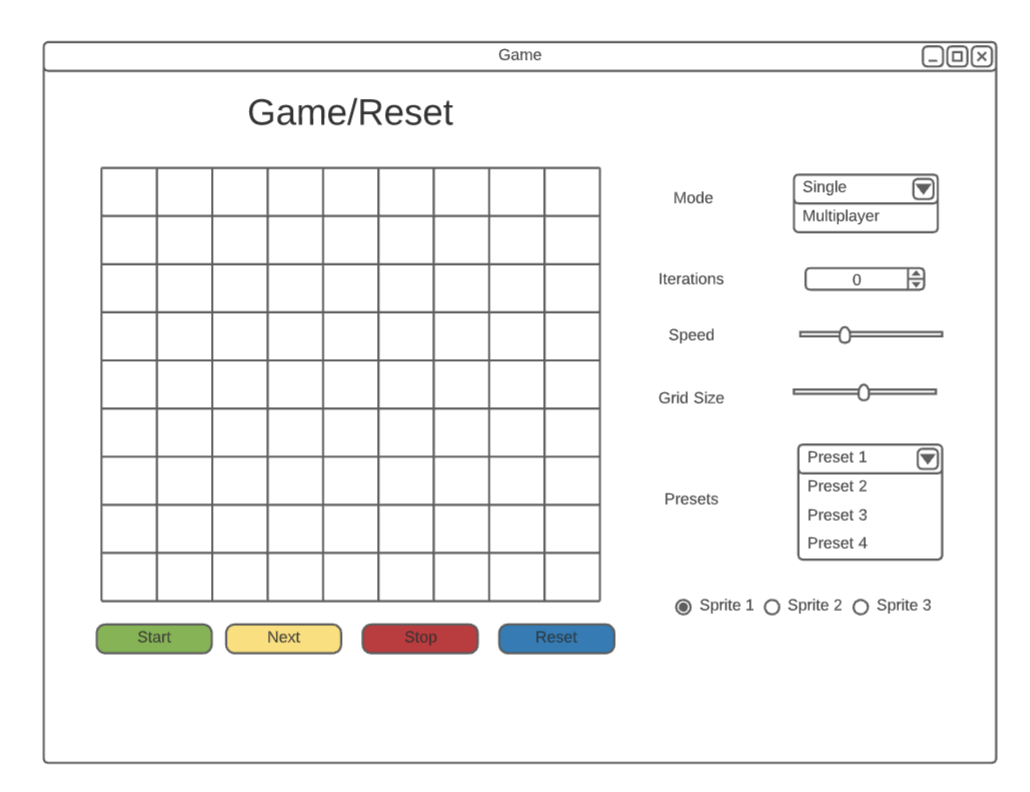 Game
Game/Reset
Mode
Single
Multiplayer
Iterations
0
Speed
Grid Size
Presets
Preset 1
Preset 2
Preset 3
Preset 4
Sprite 1 Sprite 2 Sprite 3
Start Next Stop Reset